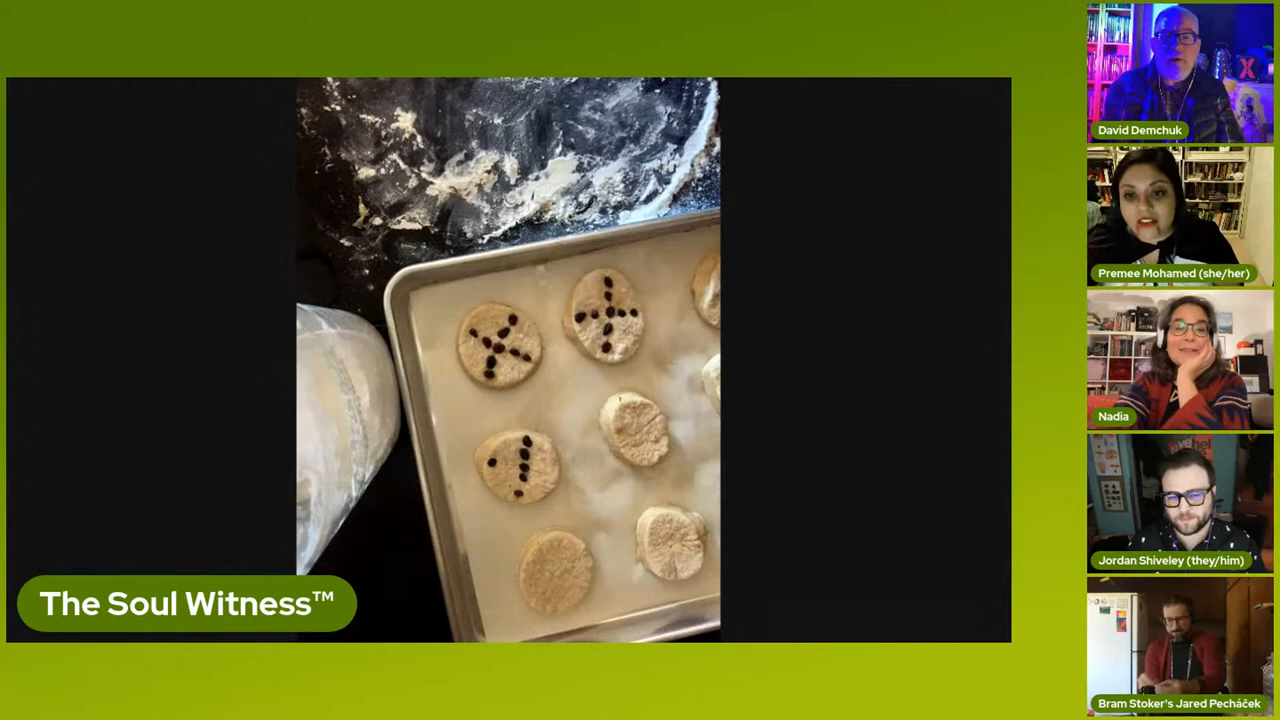 The Soul Witness™
David Demchuk
Premee Mohamed (she/her)
Nadia
Jordan Shiveley (they/him)
Bram Stoker's Jared Pecháček